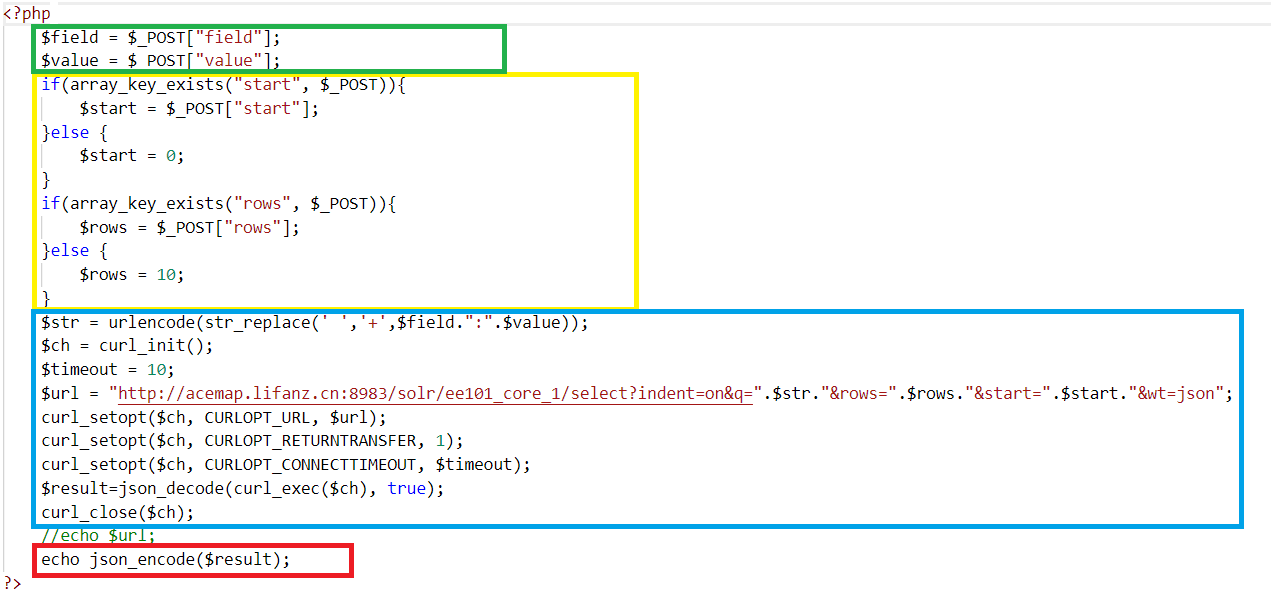 <?php
$field = $_POST["field"];
$value = $_POST["value"];
if(array_key_exists("start", $_POST)){
$start = $_POST["start"];
}else {
$start = 0;
}
if(array_key_exists("rows", $_POST)){
$rows = $_POST["rows"];
}else {
$rows = 10;
}
$str = urlencode(str_replace(' ','+',$field.":".$value));
$ch = curl_init();
$timeout = 10;
$url = "http://acemap.lifanz.cn:8983/solr/ee101_core_1/select?indent=on&q=".$str."&rows=".$rows."&start=".$start."&wt=json";
curl_setopt($ch, CURLOPT_URL, $url);
curl_setopt($ch, CURLOPT_RETURNTRANSFER, 1);
curl_setopt($ch, CURLOPT_CONNECTTIMEOUT, $timeout);
$result=json_decode(curl_exec($ch), true);
curl_close($ch);
//echo $url;
echo json_encode($result);
?>